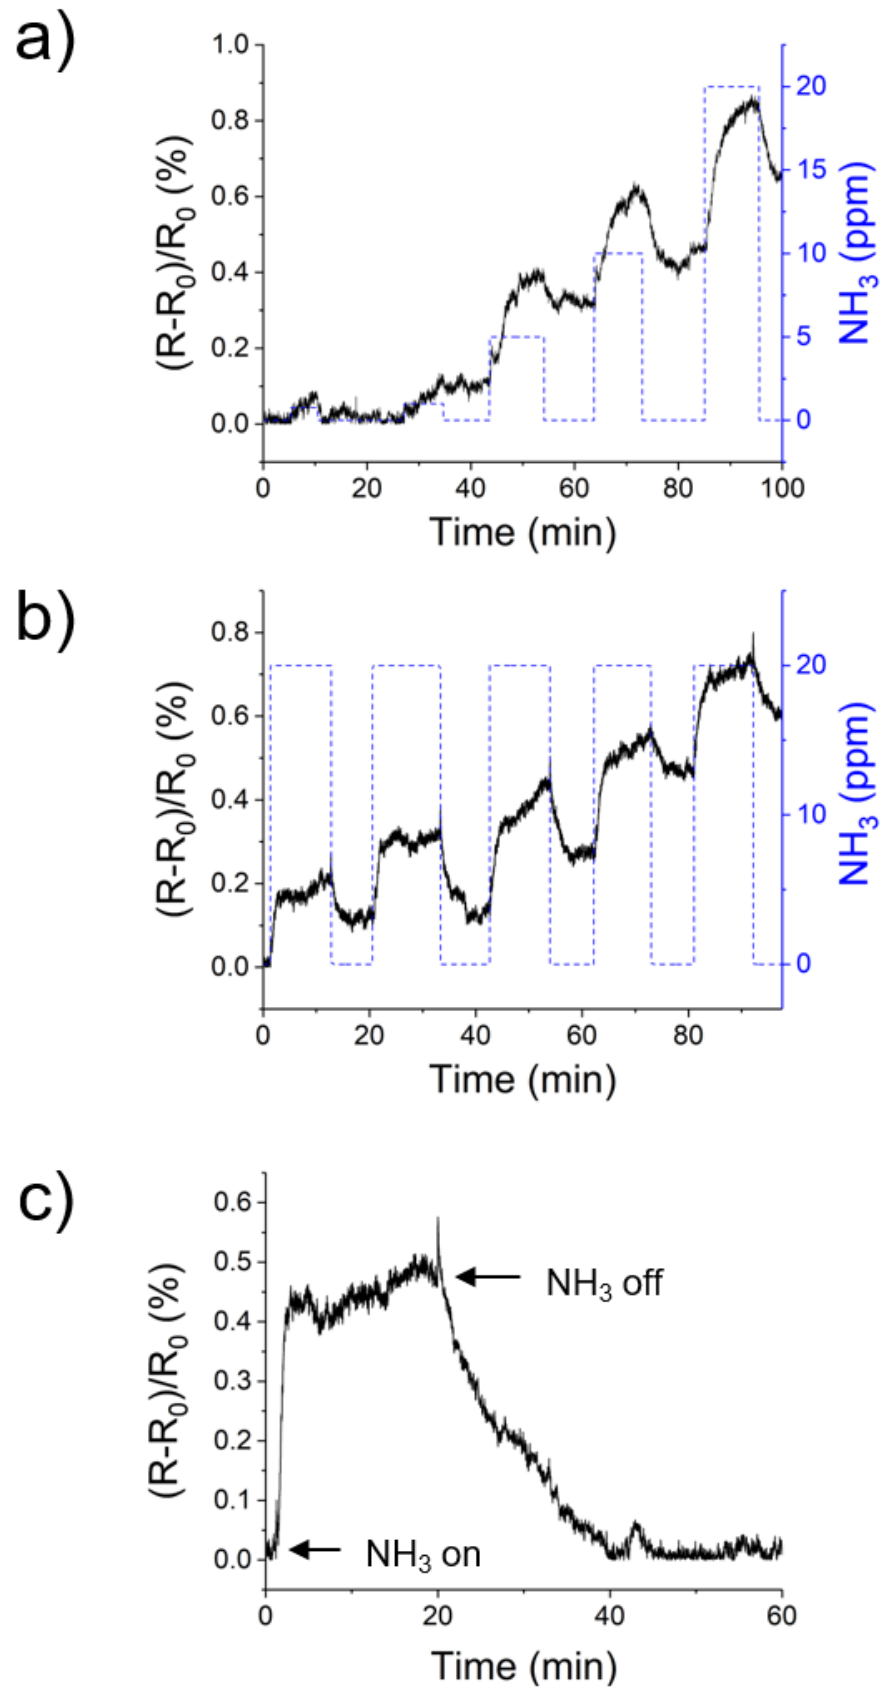 a)
1.0
0.8
0.6
0.4
0.2
0.0
(R-R₀)/R₀ (%)
20
15
10
5
0
NH₃ (ppm)
0 20 40 60 80 100
Time (min)
b)
0.8
0.6
0.4
0.2
0.0
(R-R₀)/R₀ (%)
20
10
0
NH₃ (ppm)
0 20 40 60 80
Time (min)
c)
0.6
0.5
0.4
0.3
0.2
0.1
0.0
(R-R₀)/R₀ (%)
NH₃ off
NH₃ on
0 20 40 60
Time (min)